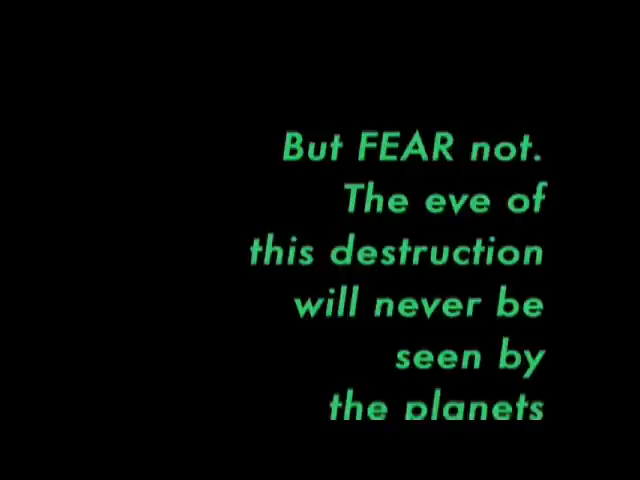 But FEAR not.
The eve of
this destruction
will never be
seen by
the planets